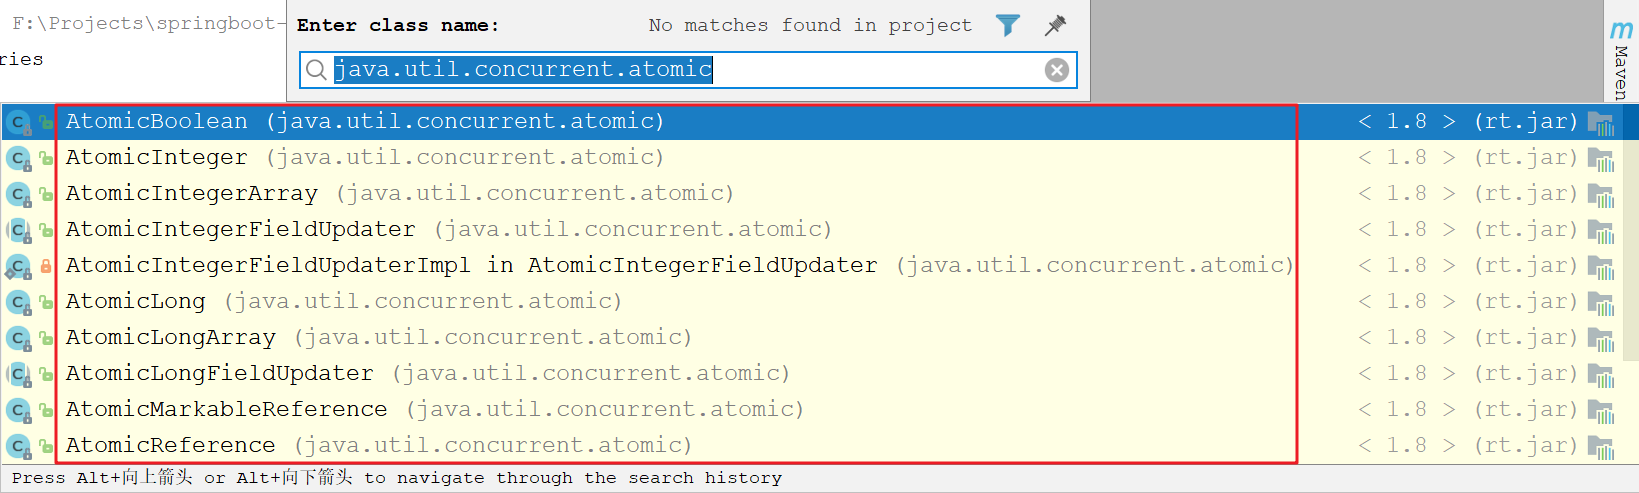 F:\Projects\springboot-
Enter class name:
No matches found in project
ries
java.util.concurrent.atomic
m Maven
AtomicBoolean (java.util.concurrent.atomic) < 1.8 > (rt.jar)
AtomicInteger (java.util.concurrent.atomic) < 1.8 > (rt.jar)
AtomicIntegerArray (java.util.concurrent.atomic) < 1.8 > (rt.jar)
AtomicIntegerFieldUpdater (java.util.concurrent.atomic) < 1.8 > (rt.jar)
AtomicIntegerFieldUpdaterImpl in AtomicIntegerFieldUpdater (java.util.concurrent.atomic) < 1.8 > (rt.jar)
AtomicLong (java.util.concurrent.atomic) < 1.8 > (rt.jar)
AtomicLongArray (java.util.concurrent.atomic) < 1.8 > (rt.jar)
AtomicLongFieldUpdater (java.util.concurrent.atomic) < 1.8 > (rt.jar)
AtomicMarkableReference (java.util.concurrent.atomic) < 1.8 > (rt.jar)
AtomicReference (java.util.concurrent.atomic) < 1.8 > (rt.jar)
Press Alt+向上箭头 or Alt+向下箭头 to navigate through the search history